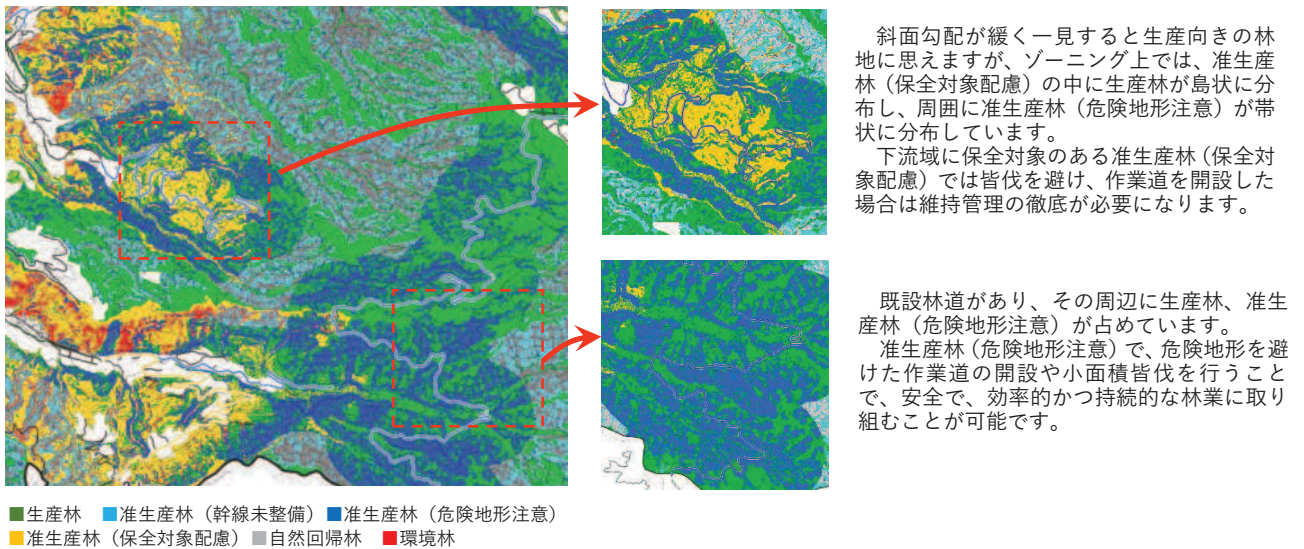 斜面勾配が緩く一見すると生産向きの林
地に思えますが、ゾーニング上では、准生産
林（保全対象配慮）の中に生産林が島状に分
布し、周囲に准生産林（危険地形注意）が帯
状に分布しています。
下流域に保全対象のある准生産林（保全対
象配慮）では皆伐を避け、作業道を開設した
場合は維持管理の徹底が必要になります。
既設林道があり、その周辺に生産林、准生
産林（危険地形注意）が占めています。
准生産林（危険地形注意）で、危険地形を避
けた作業道の開設や小面積皆伐を行うこと
で、安全で、効率的かつ持続的な林業に取り
組むことが可能です。
■生産林 ■准生産林（幹線未整備）■准生産林（危険地形注意）
■准生産林（保全対象配慮）■自然回帰林 ■環境林